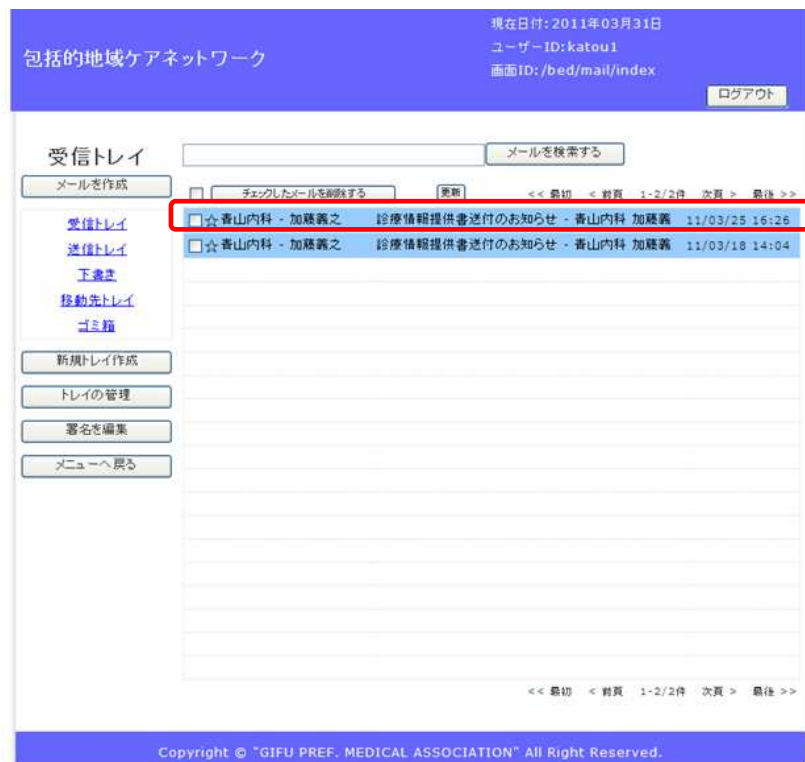 現在日付:2011年03月31日
包括的地域ケアネットワーク
ユーザーID:katou1
画面ID:/bed/mail/index
ログアウト
受信トレイ
メールを検索する
メールを作成
チェックしたメールを削除する 更新 << 最初 < 前頁 1-2/2件 次頁 > 最後 >>
受信トレイ
送信トレイ
下書き
移動先トレイ
ゴミ箱
☆青山内科 - 加藤義之 診療情報提供書送付のお知らせ - 青山内科 加藤義 11/03/25 16:26
☆青山内科 - 加藤義之 診療情報提供書送付のお知らせ - 青山内科 加藤義 11/03/18 14:04
新規トレイ作成
トレイの管理
署名を編集
メニューへ戻る
<< 最初 < 前頁 1-2/2件 次頁 > 最後 >>
Copyright © "GIFU PREF. MEDICAL ASSOCIATION" All Right Reserved.